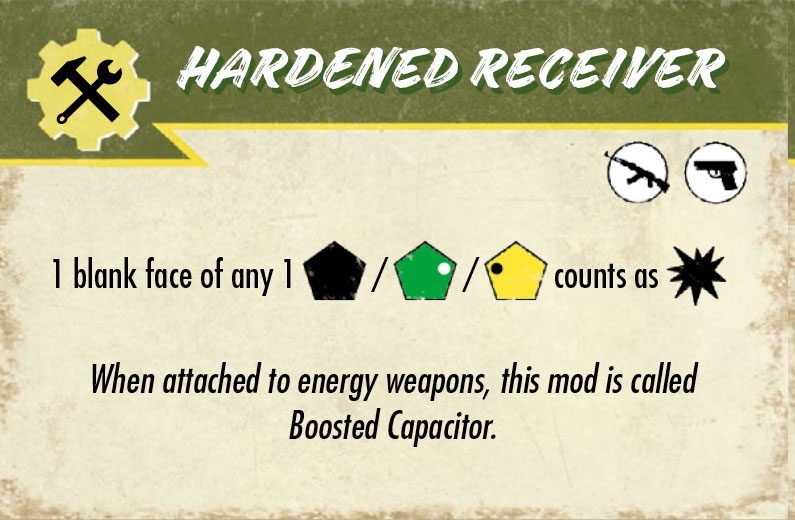 HARDENED RECEIVER
1 blank face of any 1 / / counts as
When attached to energy weapons, this mod is called
Boosted Capacitor.